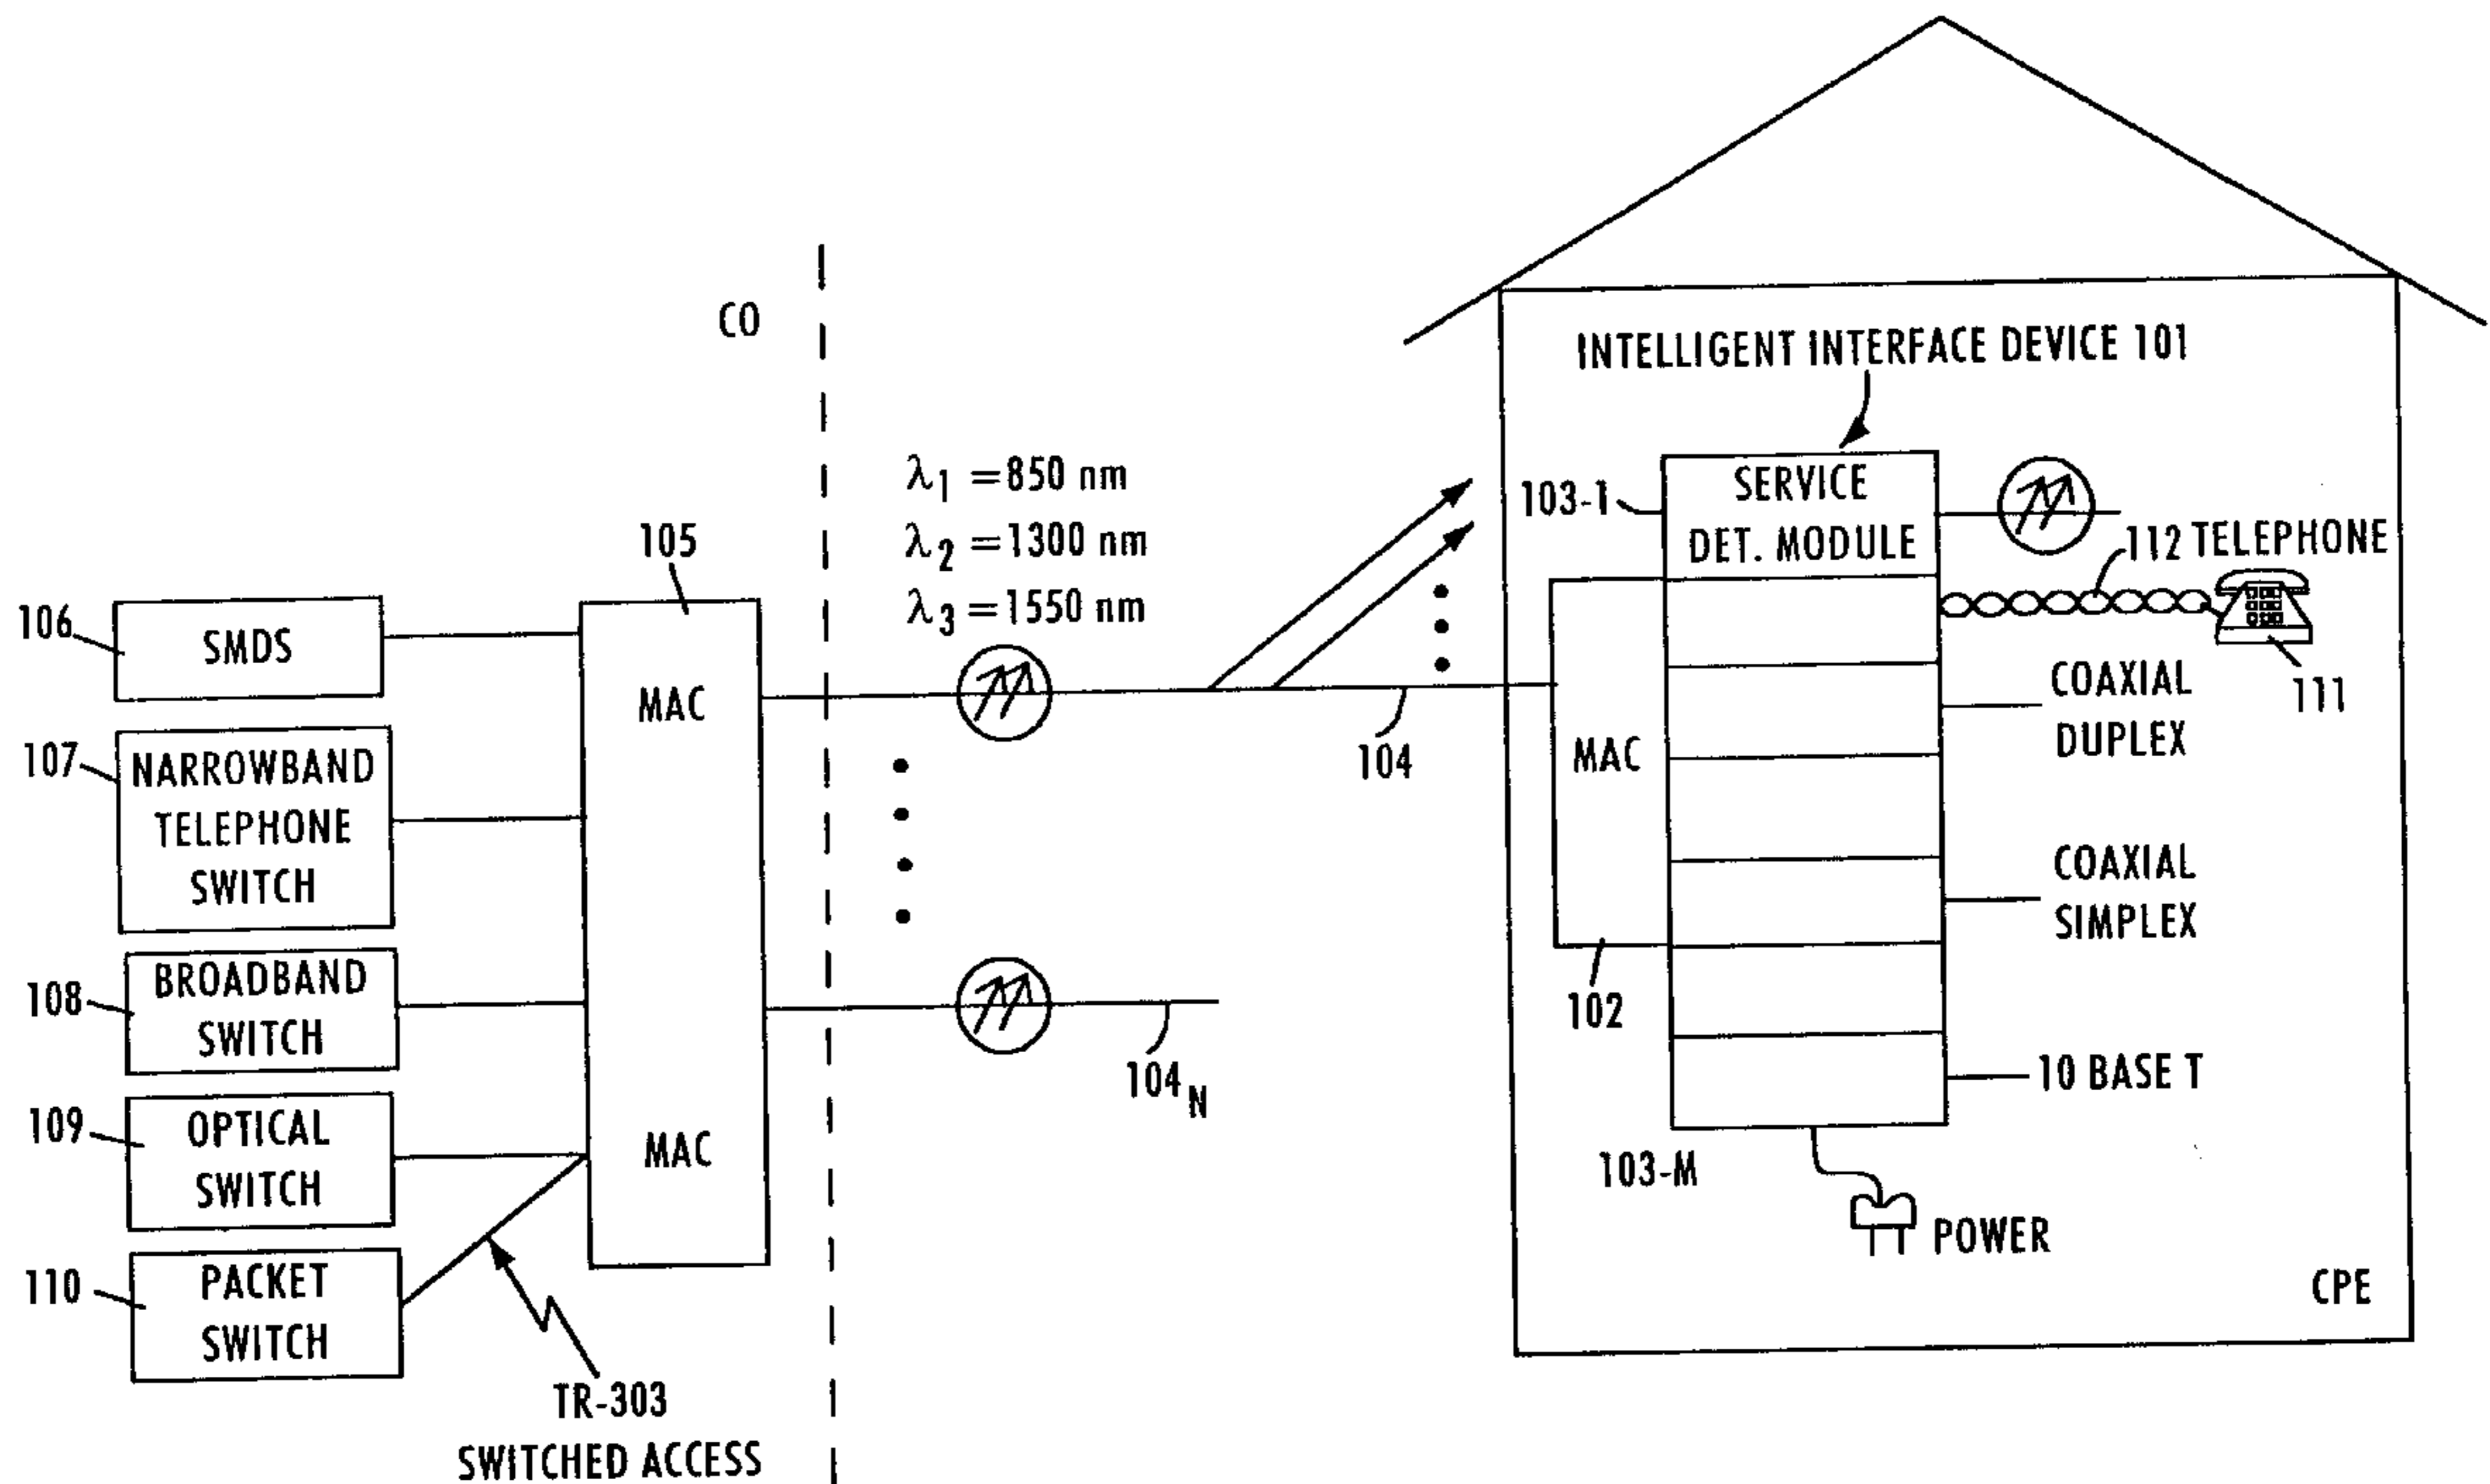 CO
INTELLIGENT INTERFACE DEVICE 101
λ1 = 850 nm
λ2 = 1300 nm
λ3 = 1550 nm
103-1
SERVICE
DET. MODULE
112 TELEPHONE
105
106
SMDS
MAC
111
COAXIAL
DUPLEX
107
NARROWBAND
TELEPHONE
SWITCH
104
MAC
COAXIAL
SIMPLEX
108
BROADBAND
SWITCH
102
104N
10 BASE T
109
OPTICAL
SWITCH
MAC
103-M
POWER
110
PACKET
SWITCH
CPE
TR-303
SWITCHED ACCESS